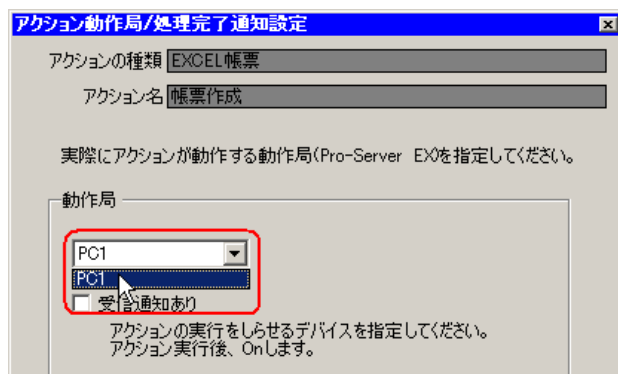 アクション動作局/処理完了通知設定
アクションの種類 EXCEL帳票
アクション名 帳票作成
実際にアクションが動作する動作局(Pro-Server EX)を指定してください。
動作局
PC1
PC1
受信通知あり
アクションの実行をしらせるデバイスを指定してください。
アクション実行後、Onします。